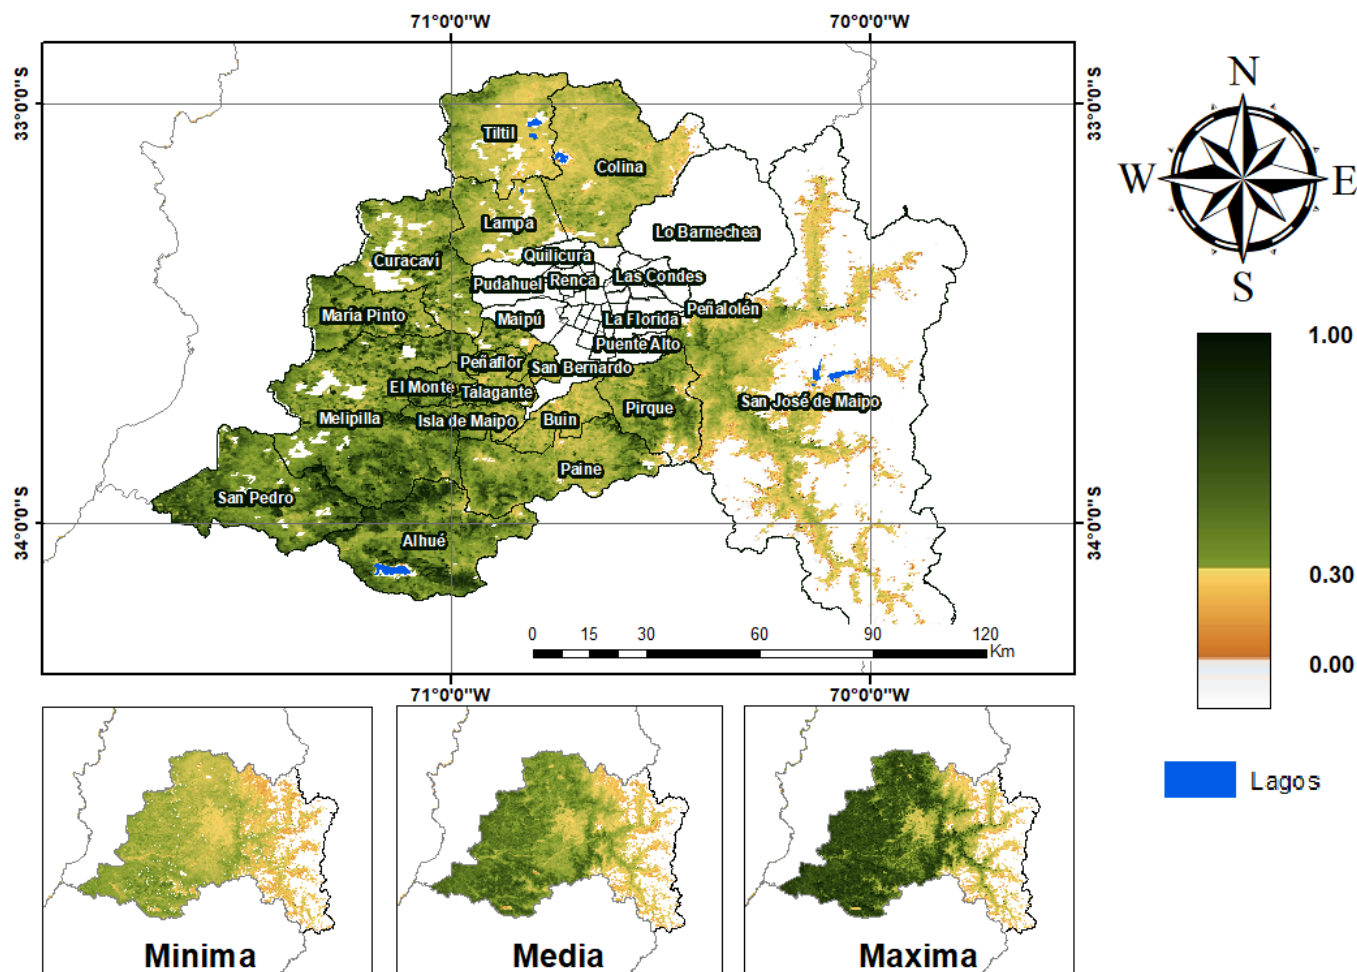 71°0'0"W
70°0'0"W
33°0'0"S
33°0'0"S
Tiltil
Colina
Lampa
Lo Barnechea
Quilicura
Curacaví
Las Condes
Pudahuel
Renca
María Pinto
Maipú
La Florida
Peñalolén
Puente Alto
Peñaflor
San Bernardo
El Monte
Talagante
San José de Maipo
Melipilla
Isla de Maipo
Buin
Pirque
Paine
San Pedro
Alhué
34°0'0"S
34°0'0"S
0 15 30 60 90 120
Km
71°0'0"W
70°0'0"W
N
W
E
S
1.00
0.30
0.00
Lagos
Minima
Media
Maxima